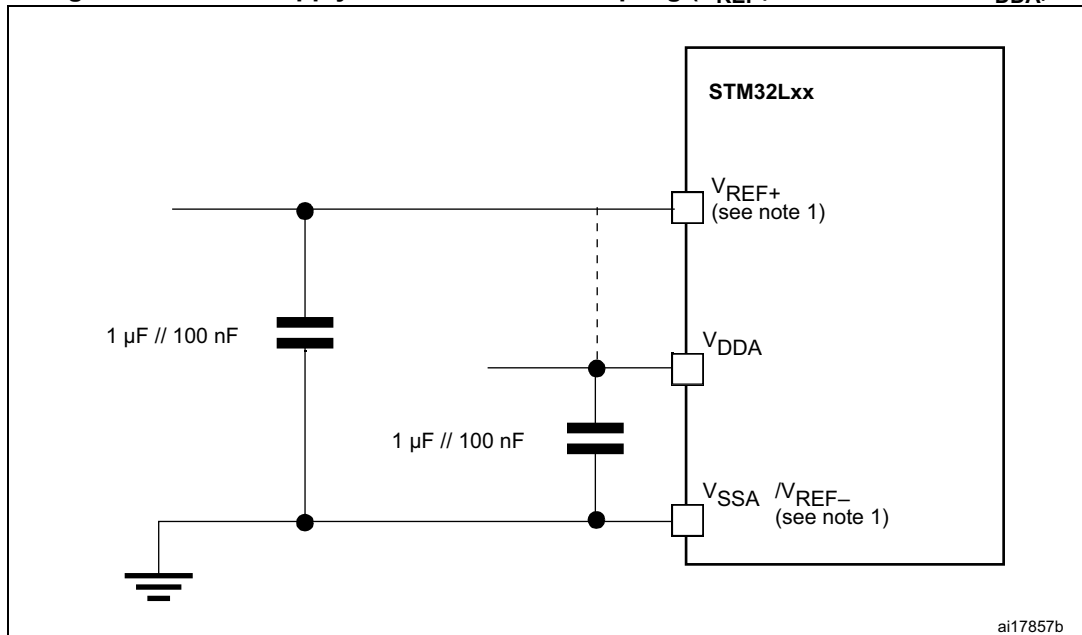 STM32Lxx
VREF+
(see note 1)
1 µF // 100 nF
VDDA
1 µF // 100 nF
VSSA /VREF–
(see note 1)
ai17857b